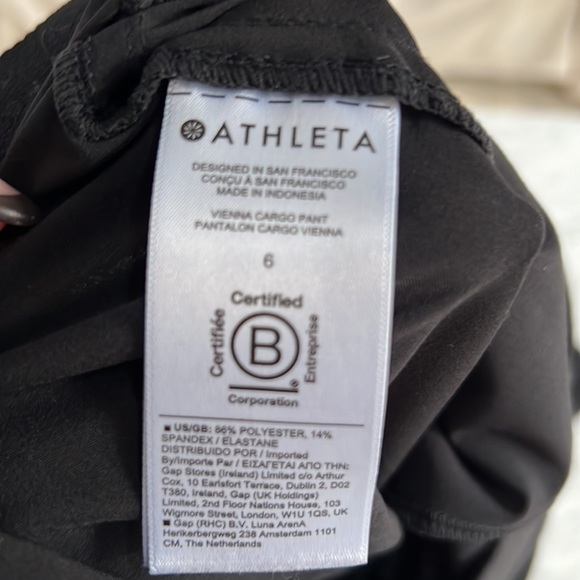 ATHLETA
DESIGNED IN SAN FRANCISCO
CONÇU À SAN FRANCISCO
MADE IN INDONESIA
VIENNA CARGO PANT
PANTALON CARGO VIENNA
6
Certified
Certifiée
B
Entreprise
Corporation
■ US/GB: 86% POLYESTER, 14%
SPANDEX / ELASTANE
DISTRIBUIDO POR / Imported
By/Importe Par / ΕΙΣΑΓΕΤΑΙ ΑΠΟ ΤΗΝ:
Gap Stores (Ireland) Limited c/o Arthur
Cox, 10 Earlsfort Terrace, Dublin 2, D02
T380, Ireland, Gap (UK Holdings)
Limited, 2nd Floor Nations House, 103
Wigmore Street, London, W1U 1QS, UK
■ Gap (RHC) B.V. Luna ArenA
Herikerbergweg 238 Amsterdam 1101
CM, The Netherlands